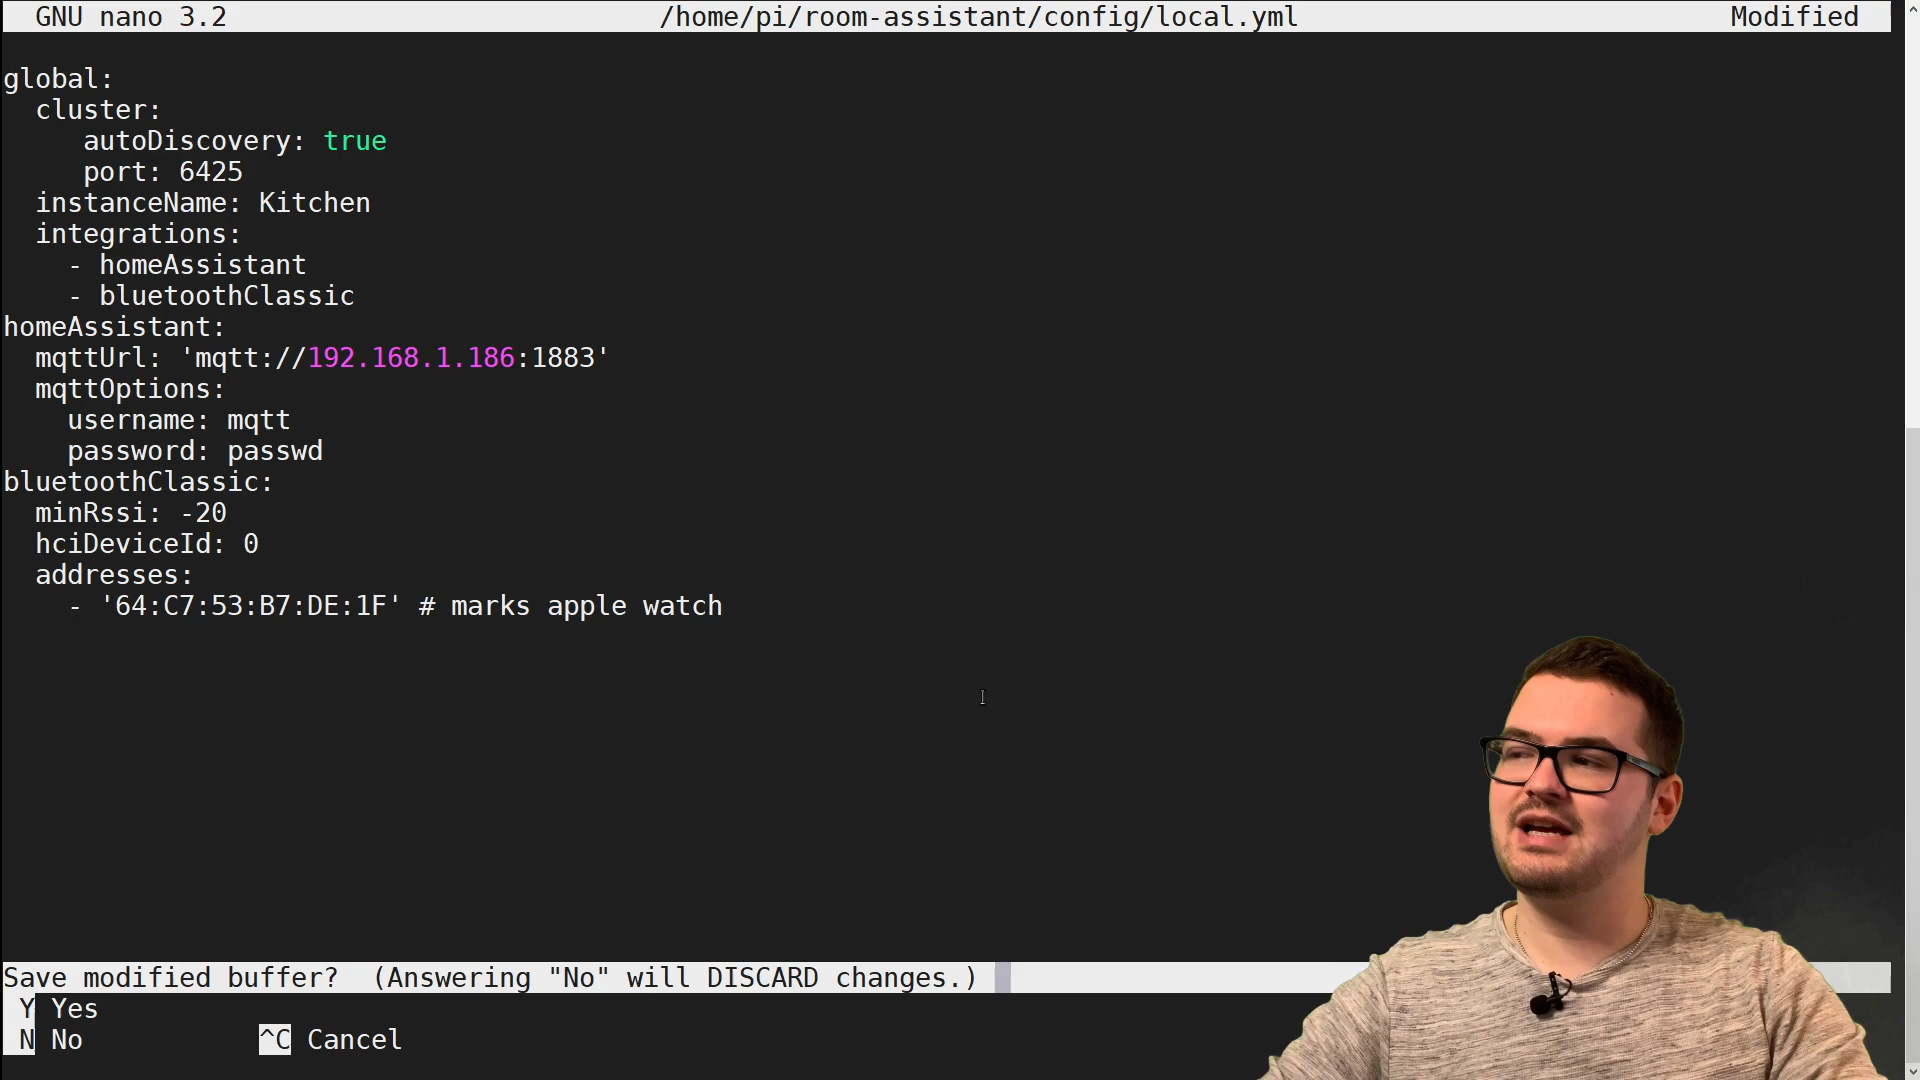 GNU nano 3.2 /home/pi/room-assistant/config/local.yml Modified
global:
  cluster:
     autoDiscovery: true
     port: 6425
  instanceName: Kitchen
  integrations:
    - homeAssistant
    - bluetoothClassic
homeAssistant:
  mqttUrl: 'mqtt://192.168.1.186:1883'
  mqttOptions:
    username: mqtt
    password: passwd
bluetoothClassic:
  minRssi: -20
  hciDeviceId: 0
  addresses:
    - '64:C7:53:B7:DE:1F' # marks apple watch
Save modified buffer?  (Answering "No" will DISCARD changes.)
 Y Yes
 N No ^C Cancel